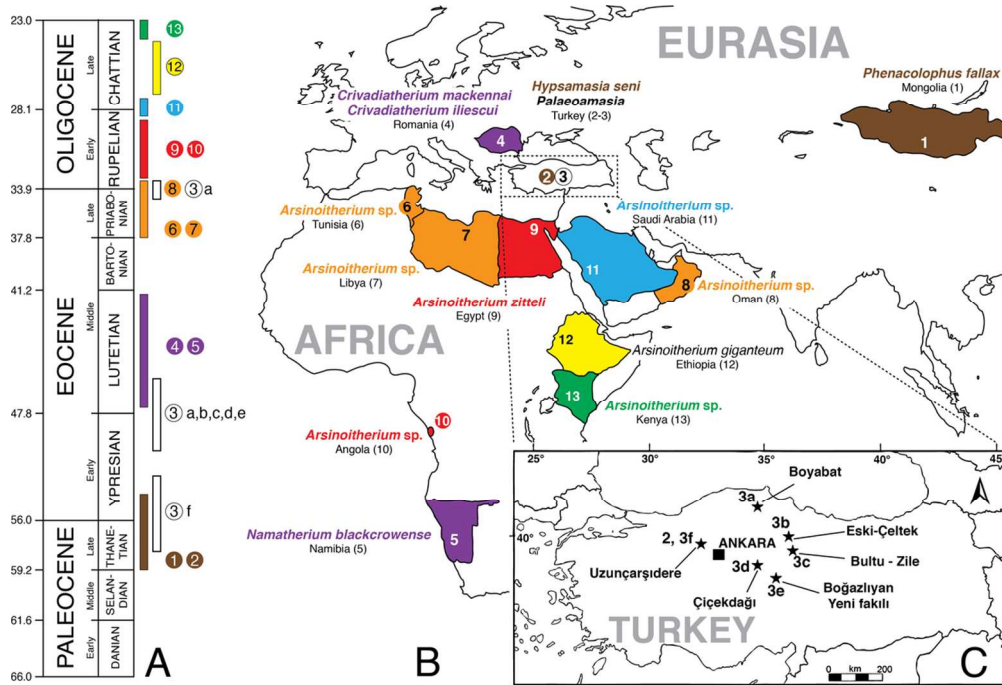 23.0
28.1
33.9
37.8
41.2
47.8
56.0
59.2
61.6
66.0
OLIGOCENE
EOCENE
PALEOCENE
Late
Early
Late
Middle
Early
Late
Middle
Early
CHATTIAN
RUPELIAN
PRIABO-
NIAN
BARTO-
NIAN
LUTETIAN
YPRESIAN
THANE-
TIAN
SELAN-
DIAN
DANIAN
13
12
11
9 10
8 3 a
6 7
4 5
3 a,b,c,d,e
3 f
1 2
A
EURASIA
AFRICA
Crivadiatherium mackennai
Crivadiatherium iliescui
Romania (4)
4
Hypsamasia seni
Palaeoamasia
Turkey (2-3)
2 3
Phenacolophus fallax
Mongolia (1)
1
Arsinoitherium sp.
Tunisia (6)
6
Arsinoitherium sp.
Libya (7)
7
Arsinoitherium zitteli
Egypt (9)
9
Arsinoitherium sp.
Saudi Arabia (11)
11
Arsinoitherium sp.
Oman (8)
8
Arsinoitherium giganteum
Ethiopia (12)
12
Arsinoitherium sp.
Kenya (13)
13
Arsinoitherium sp.
Angola (10)
10
Namatherium blackcrowense
Namibia (5)
5
B
25° 30° 35° 40° 45°
40°
3a
Boyabat
3b
Eski-Çeltek
3c
Bultu - Zile
2, 3f
Uzunçarşıdere
ANKARA
3d
Çiçekdağı
3e
Boğazlıyan
Yeni fakılı
TURKEY
0 km 200
C